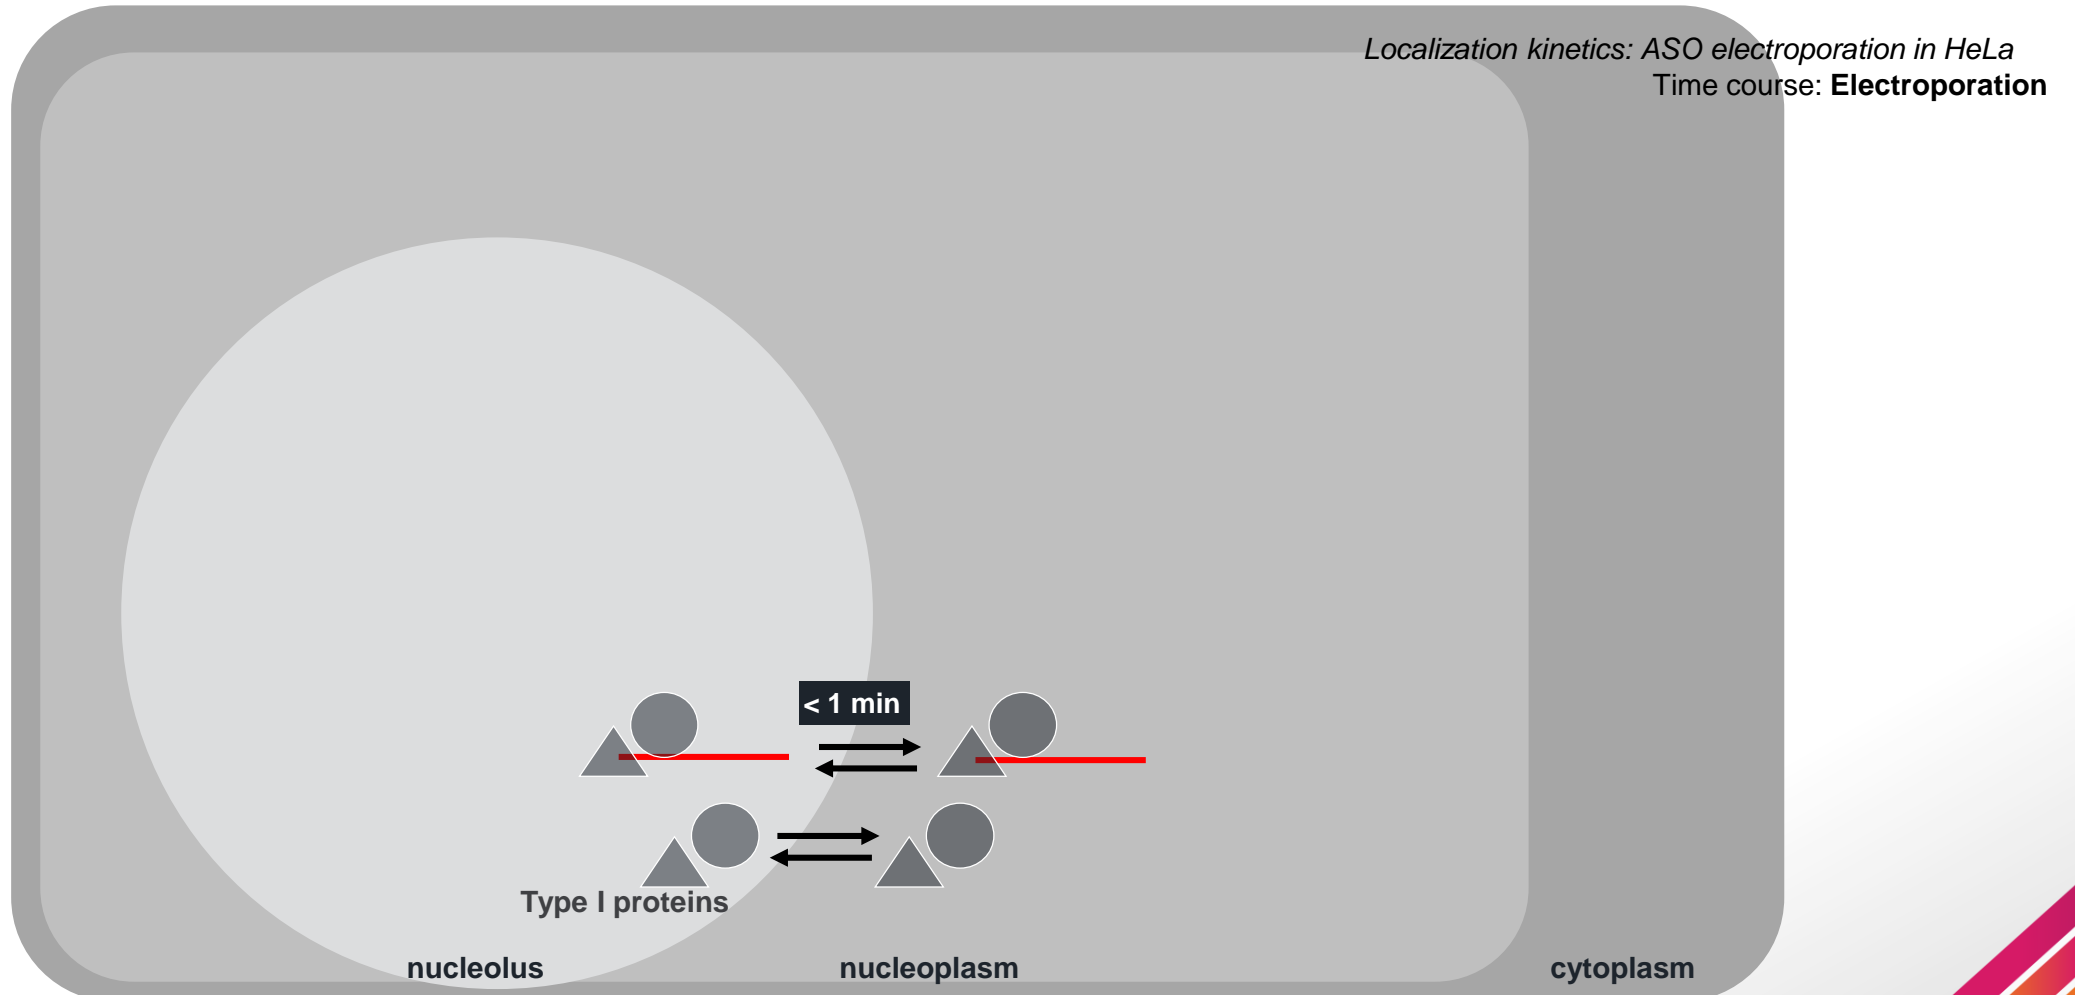 Localization kinetics: ASO electroporation in HeLa
Time course: Electroporation
< 1 min
Type I proteins
nucleolus
nucleoplasm
cytoplasm